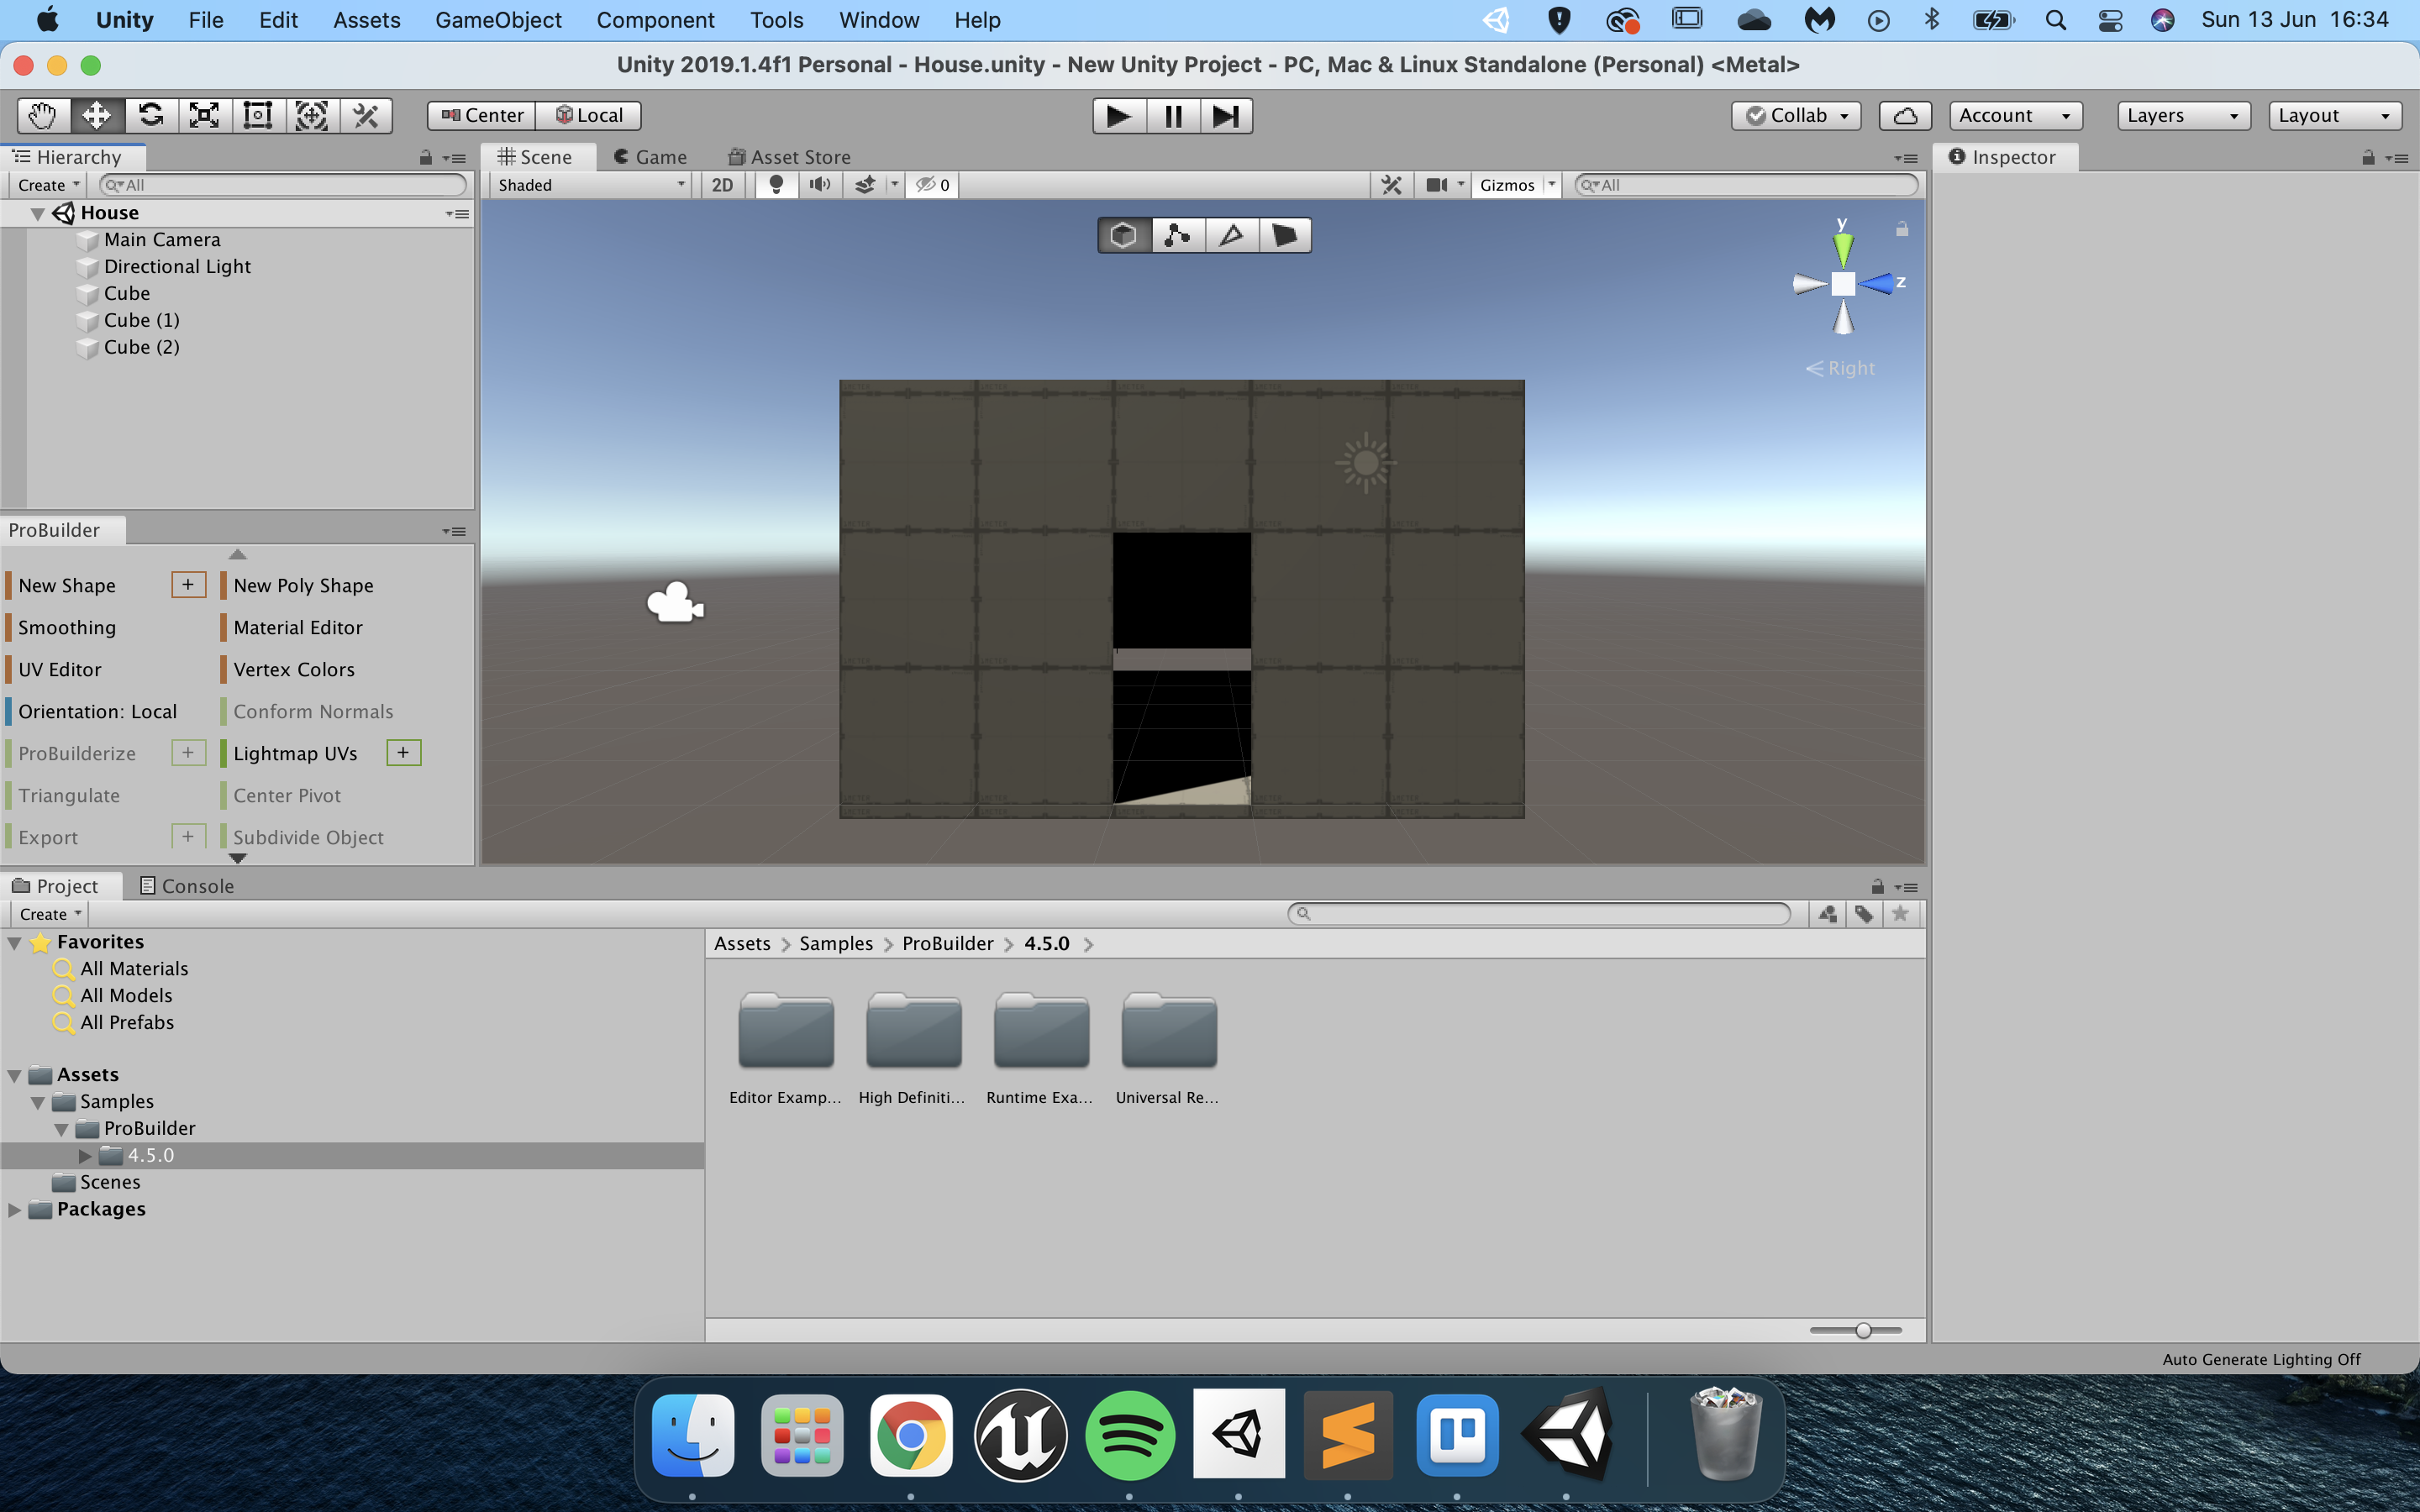 Unity File Edit Assets GameObject Component Tools Window Help Sun 13 Jun 16:34
Unity 2019.1.4f1 Personal - House.unity - New Unity Project - PC, Mac & Linux Standalone (Personal) <Metal>
Center Local Collab Account Layers Layout
Hierarchy Scene Game Asset Store Inspector
Create All Shaded 2D 0 Gizmos All
House
Main Camera
Directional Light
Cube
Cube (1)
Cube (2)
y
z
Right
ProBuilder
New Shape + New Poly Shape
Smoothing Material Editor
UV Editor Vertex Colors
Orientation: Local Conform Normals
ProBuilderize + Lightmap UVs +
Triangulate Center Pivot
Export + Subdivide Object
Project Console
Create
Favorites
All Materials
All Models
All Prefabs
Assets
Samples
ProBuilder
4.5.0
Scenes
Packages
Assets > Samples > ProBuilder > 4.5.0 >
Editor Examp... High Definiti... Runtime Exa... Universal Re...
Auto Generate Lighting Off